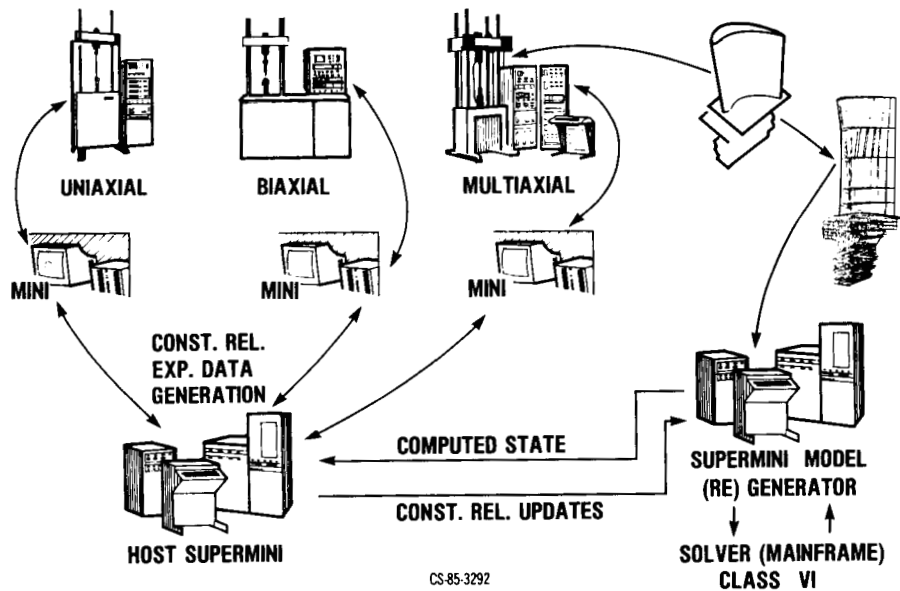 UNIAXIAL
BIAXIAL
MULTIAXIAL
MINI
MINI
MINI
CONST. REL.
EXP. DATA
GENERATION
COMPUTED STATE
CONST. REL. UPDATES
HOST SUPERMINI
SUPERMINI MODEL
(RE) GENERATOR
SOLVER (MAINFRAME)
CLASS VI
CS-85-3292